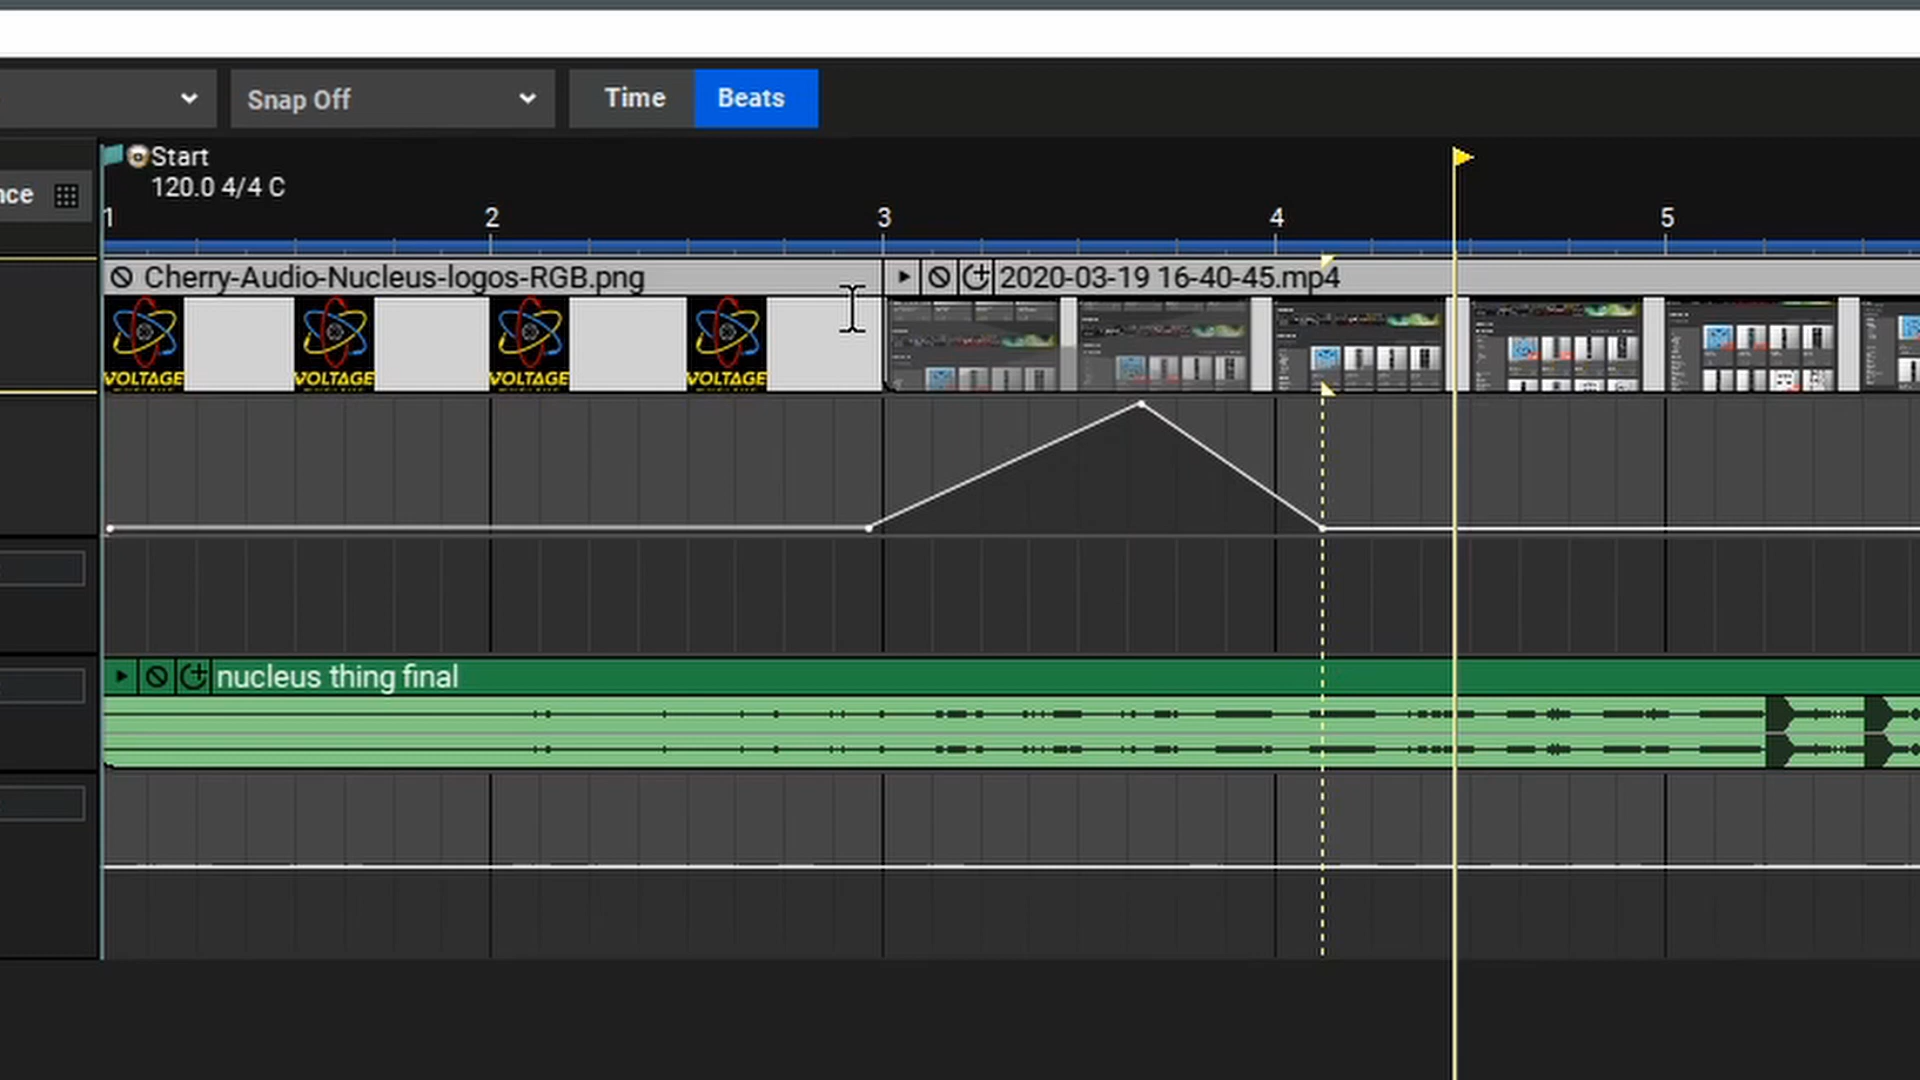 Snap Off
Time
Beats
Start
120.0 4/4 C
nce
1 2 3 4 5
Cherry-Audio-Nucleus-logos-RGB.png
2020-03-19 16-40-45.mp4
VOLTAGE VOLTAGE VOLTAGE VOLTAGE
nucleus thing final